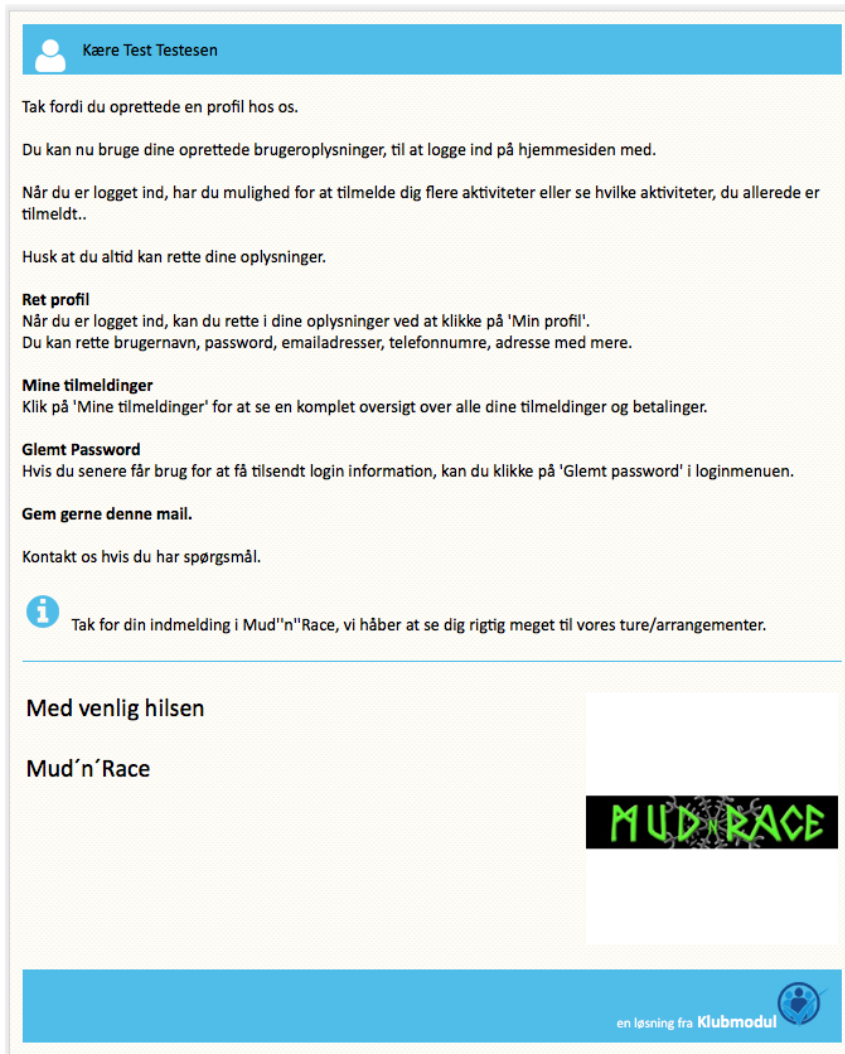 Kære Test Testesen
Tak fordi du oprettede en profil hos os.
Du kan nu bruge dine oprettede brugeroplysninger, til at logge ind på hjemmesiden med.
Når du er logget ind, har du mulighed for at tilmelde dig flere aktiviteter eller se hvilke aktiviteter, du allerede er
tilmeldt..
Husk at du altid kan rette dine oplysninger.
Ret profil
Når du er logget ind, kan du rette i dine oplysninger ved at klikke på 'Min profil'.
Du kan rette brugernavn, password, emailadresser, telefonnumre, adresse med mere.
Mine tilmeldinger
Klik på 'Mine tilmeldinger' for at se en komplet oversigt over alle dine tilmeldinger og betalinger.
Glemt Password
Hvis du senere får brug for at få tilsendt login information, kan du klikke på 'Glemt password' i loginmenuen.
Gem gerne denne mail.
Kontakt os hvis du har spørgsmål.
Tak for din indmelding i Mud''n''Race, vi håber at se dig rigtig meget til vores ture/arrangementer.
Med venlig hilsen
Mud´n´Race
MUD N RACE
en løsning fra Klubmodul